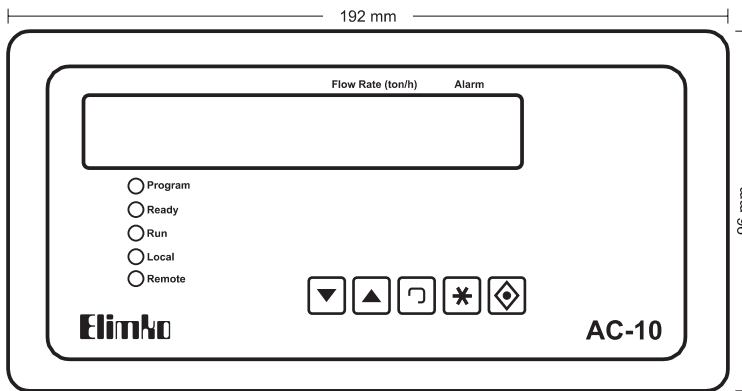 192 mm
Flow Rate (ton/h) Alarm
Program
Ready
Run
Local
Remote
Elimko
AC-10